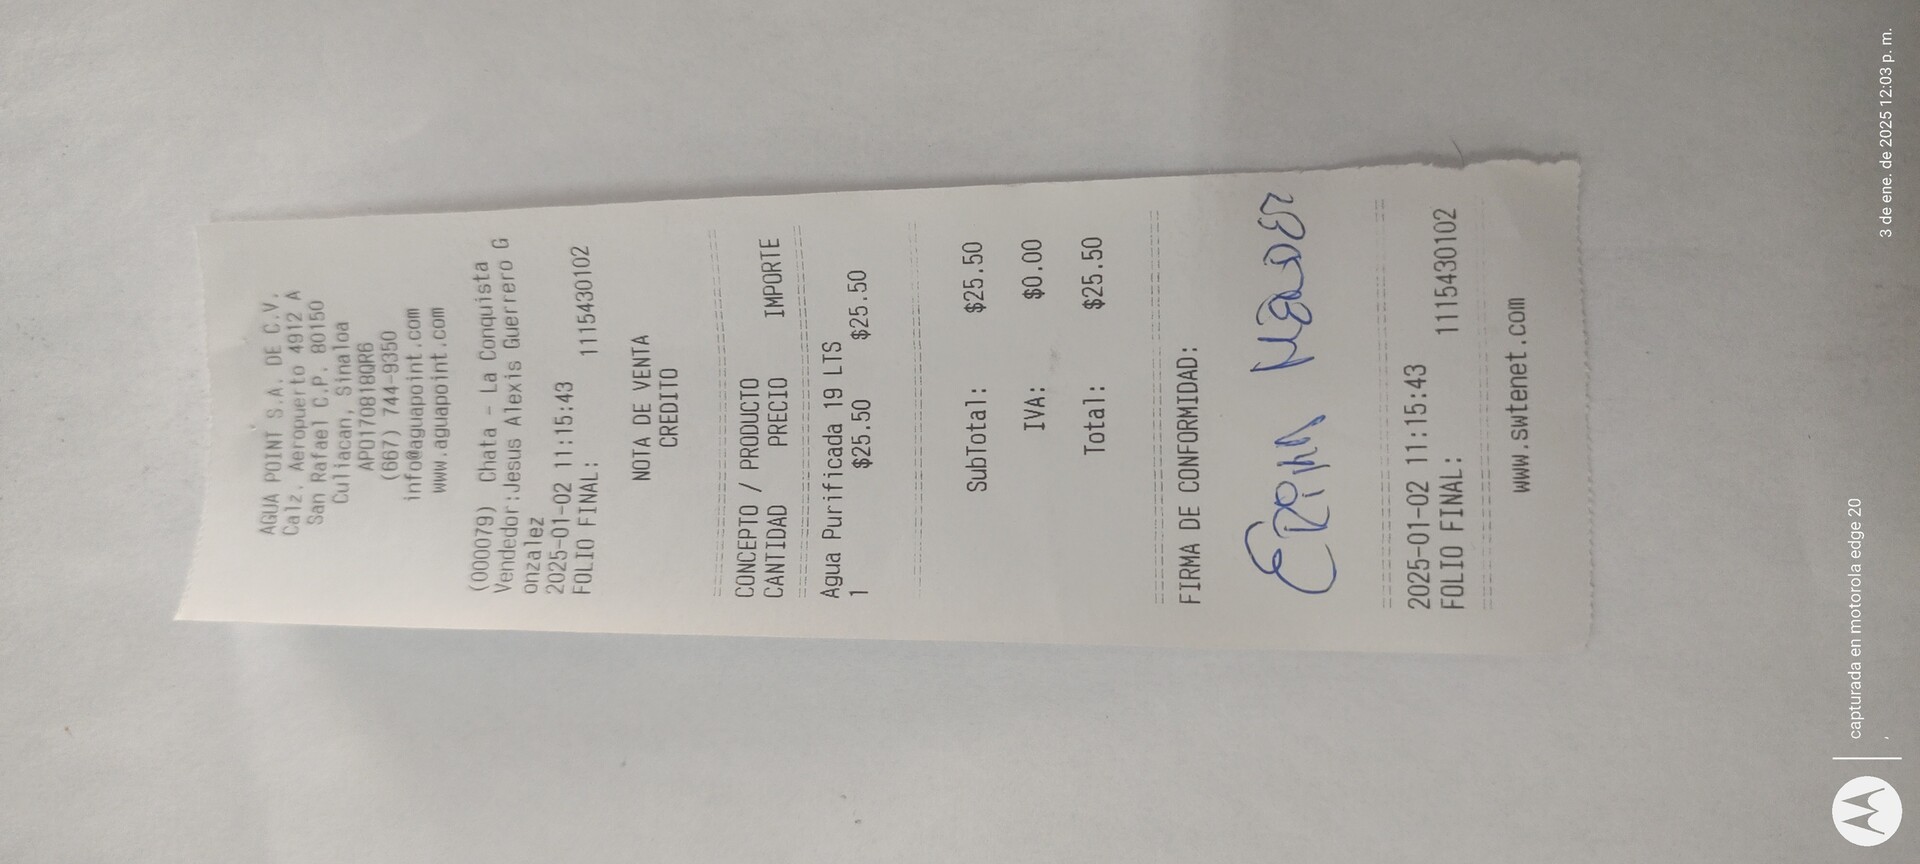 AGUA POINT S.A. DE C.V.
Calz. Aeropuerto 4912 A
San Rafael C.P. 80150
Culiacan, Sinaloa
APO170818QR6
(667) 744-9350
info@aguapoint.com
www.aguapoint.com
(000079) Chata - La Conquista
Vendedor:Jesus Alexis Guerrero G
onzalez
2025-01-02 11:15:43
FOLIO FINAL: 1115430102
NOTA DE VENTA
CREDITO
CONCEPTO / PRODUCTO
CANTIDAD PRECIO IMPORTE
Agua Purificada 19 LTS
1 $25.50 $25.50
SubTotal: $25.50
IVA: $0.00
Total: $25.50
FIRMA DE CONFORMIDAD:
2025-01-02 11:15:43
FOLIO FINAL: 1115430102
www.swtenet.com
capturada en motorola edge 20
3 de ene. de 2025 12:03 p. m.